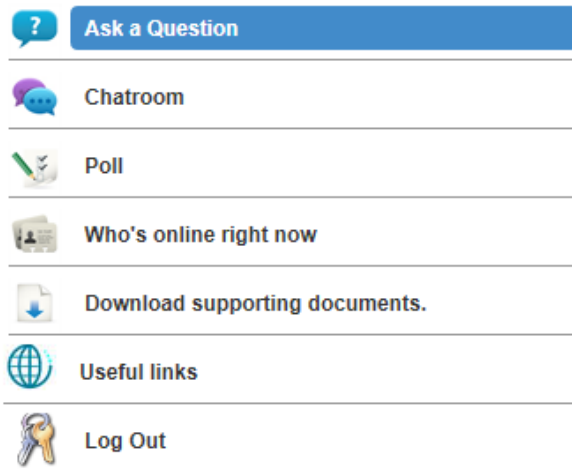 ?
Ask a Question
Chatroom
Poll
Who's online right now
Download supporting documents.
Useful links
Log Out